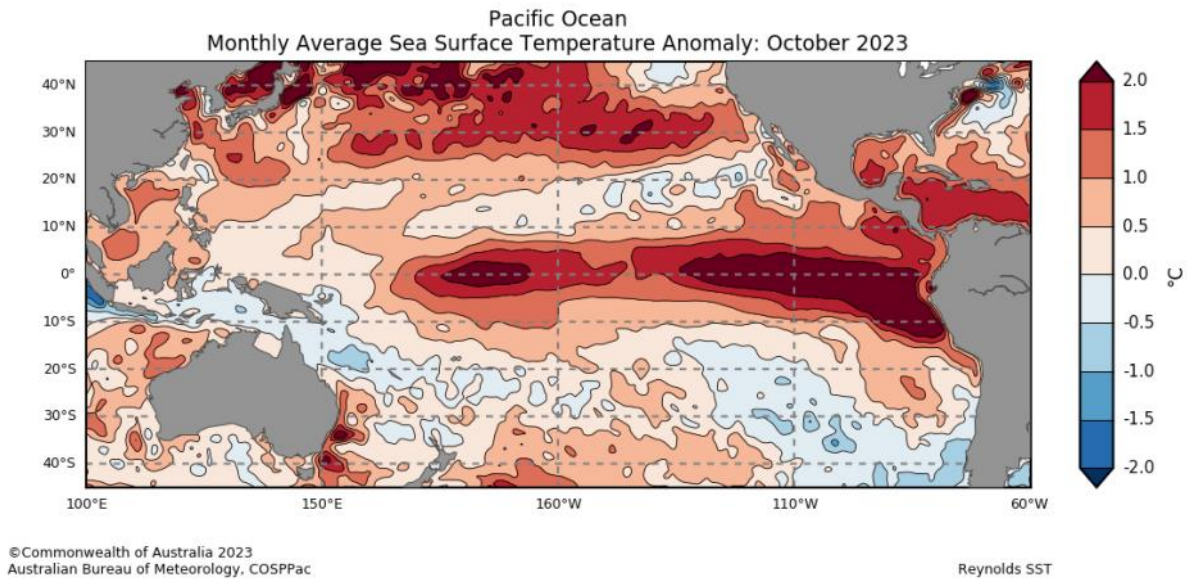 Pacific Ocean
Monthly Average Sea Surface Temperature Anomaly: October 2023
40°N
30°N
20°N
10°N
0°
10°S
20°S
30°S
40°S
100°E
150°E
160°W
110°W
60°W
2.0
1.5
1.0
0.5
0.0
-0.5
-1.0
-1.5
-2.0
°C
©Commonwealth of Australia 2023
Australian Bureau of Meteorology, COSPPac
Reynolds SST